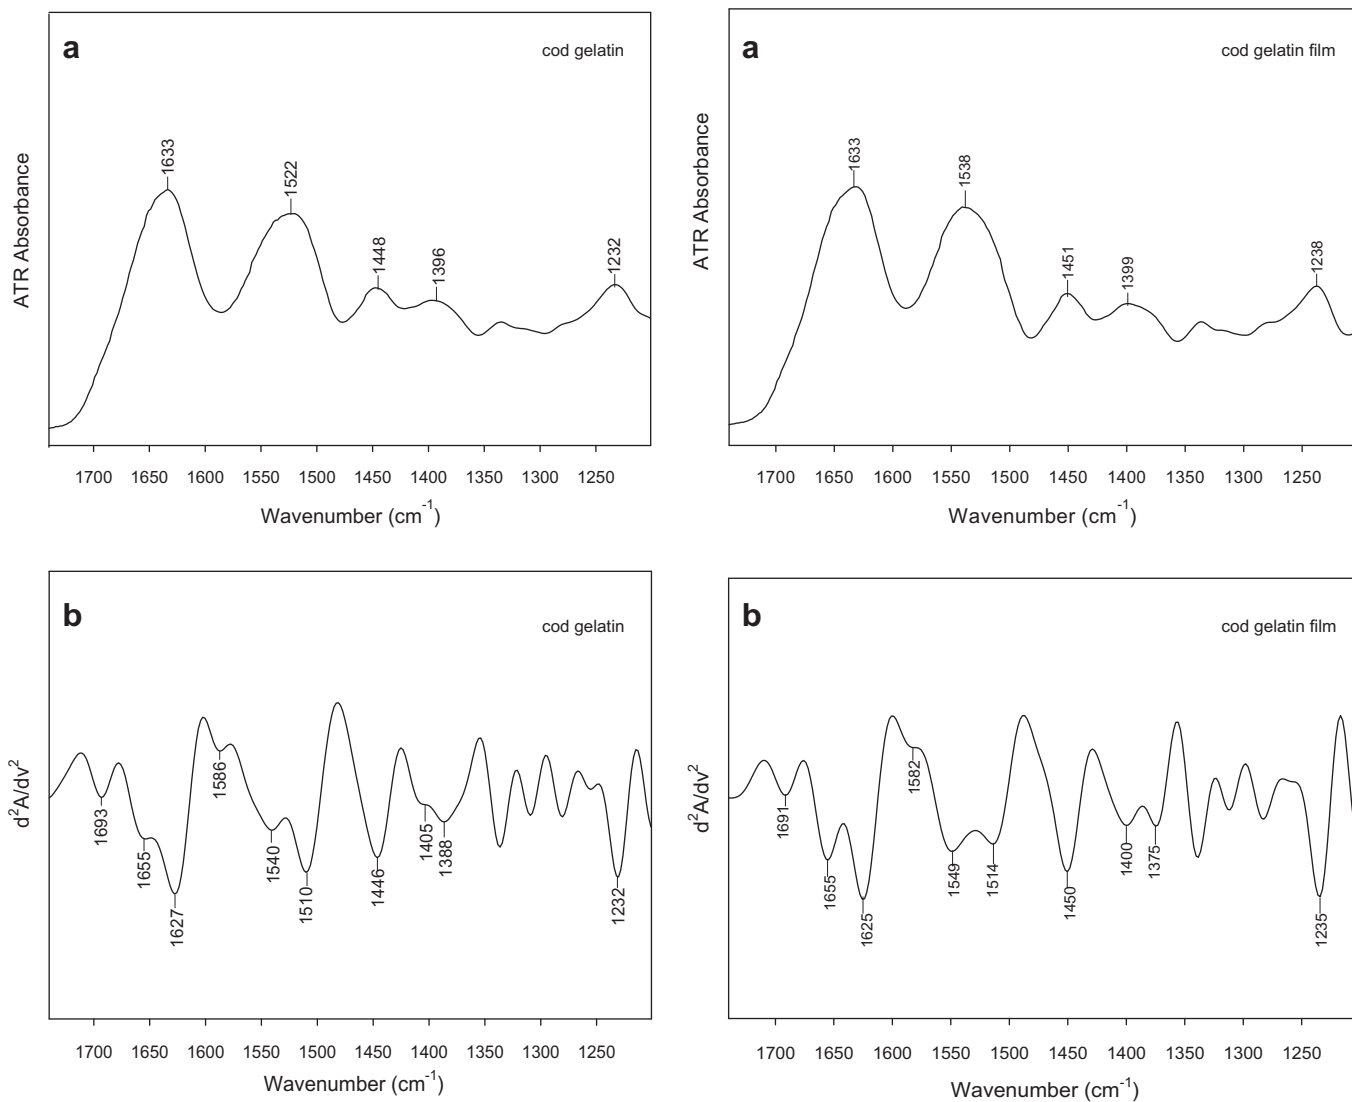 a
cod gelatin
ATR Absorbance
1633
1522
1448
1396
1232
1700 1650 1600 1550 1500 1450 1400 1350 1300 1250
Wavenumber (cm-1)
a
cod gelatin film
ATR Absorbance
1633
1538
1451
1399
1238
1700 1650 1600 1550 1500 1450 1400 1350 1300 1250
Wavenumber (cm-1)
b
cod gelatin
d2A/dv2
1693
1655
1627
1586
1540
1510
1446
1405
1388
1232
1700 1650 1600 1550 1500 1450 1400 1350 1300 1250
Wavenumber (cm-1)
b
cod gelatin film
d2A/dv2
1691
1655
1625
1582
1549
1514
1450
1400
1375
1235
1700 1650 1600 1550 1500 1450 1400 1350 1300 1250
Wavenumber (cm-1)